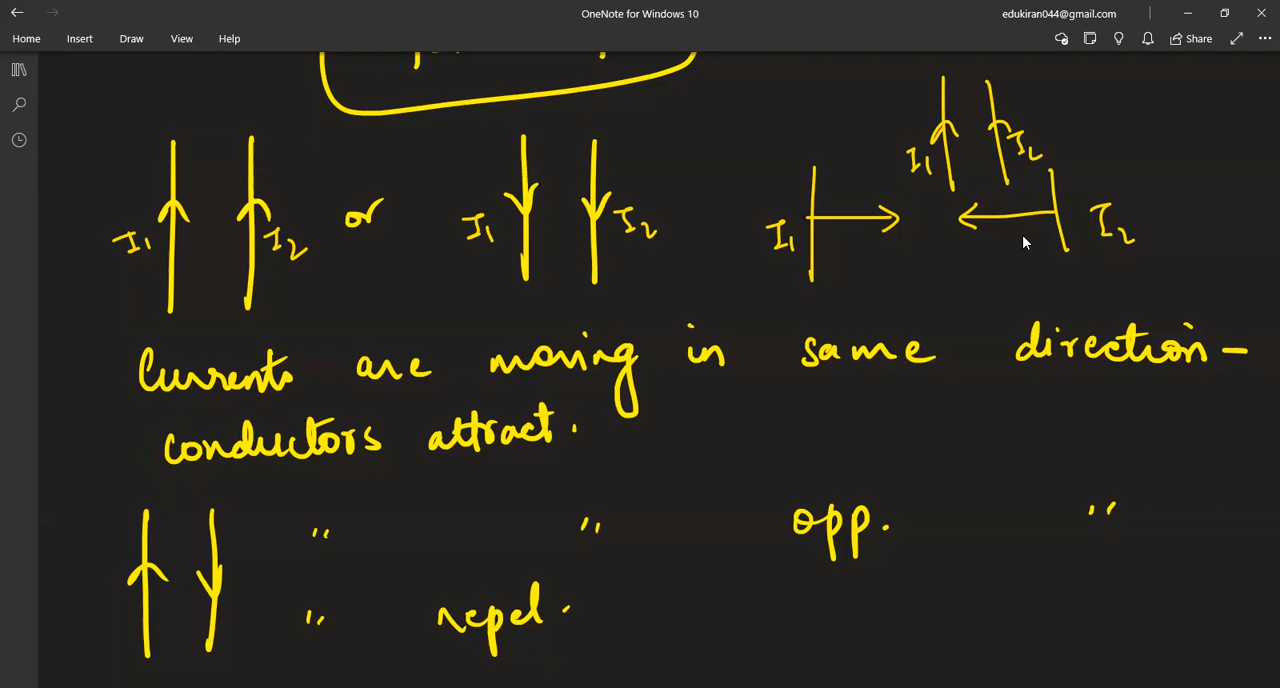 OneNote for Windows 10
edukiran044@gmail.com
Home Insert Draw View Help
Share
I1 I2
I1 I2 or I1 I2 I1 I2
Currents are moving in same direction -
conductors attract.
" " opp. "
" repel.